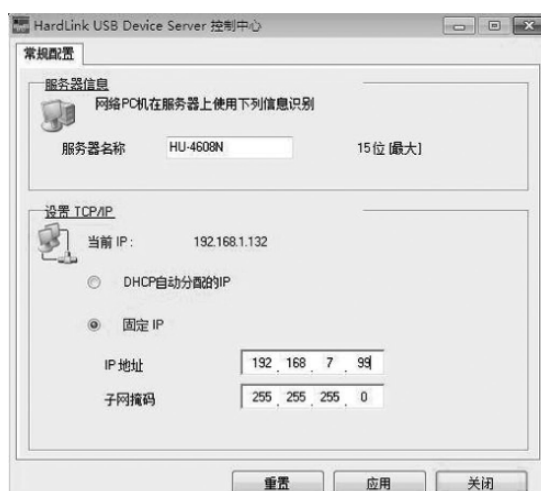 HardLink USB Device Server 控制中心
常规配置
服务器信息
网络PC机在服务器上使用下列信息识别
服务器名称 HU-4608N 15位 [最大]
设置 TCP/IP
当前 IP： 192.168.1.132
DHCP自动分配的IP
固定 IP
IP 地址 192 . 168 . 7 . 99
子网掩码 255 . 255 . 255 . 0
重置 应用 关闭